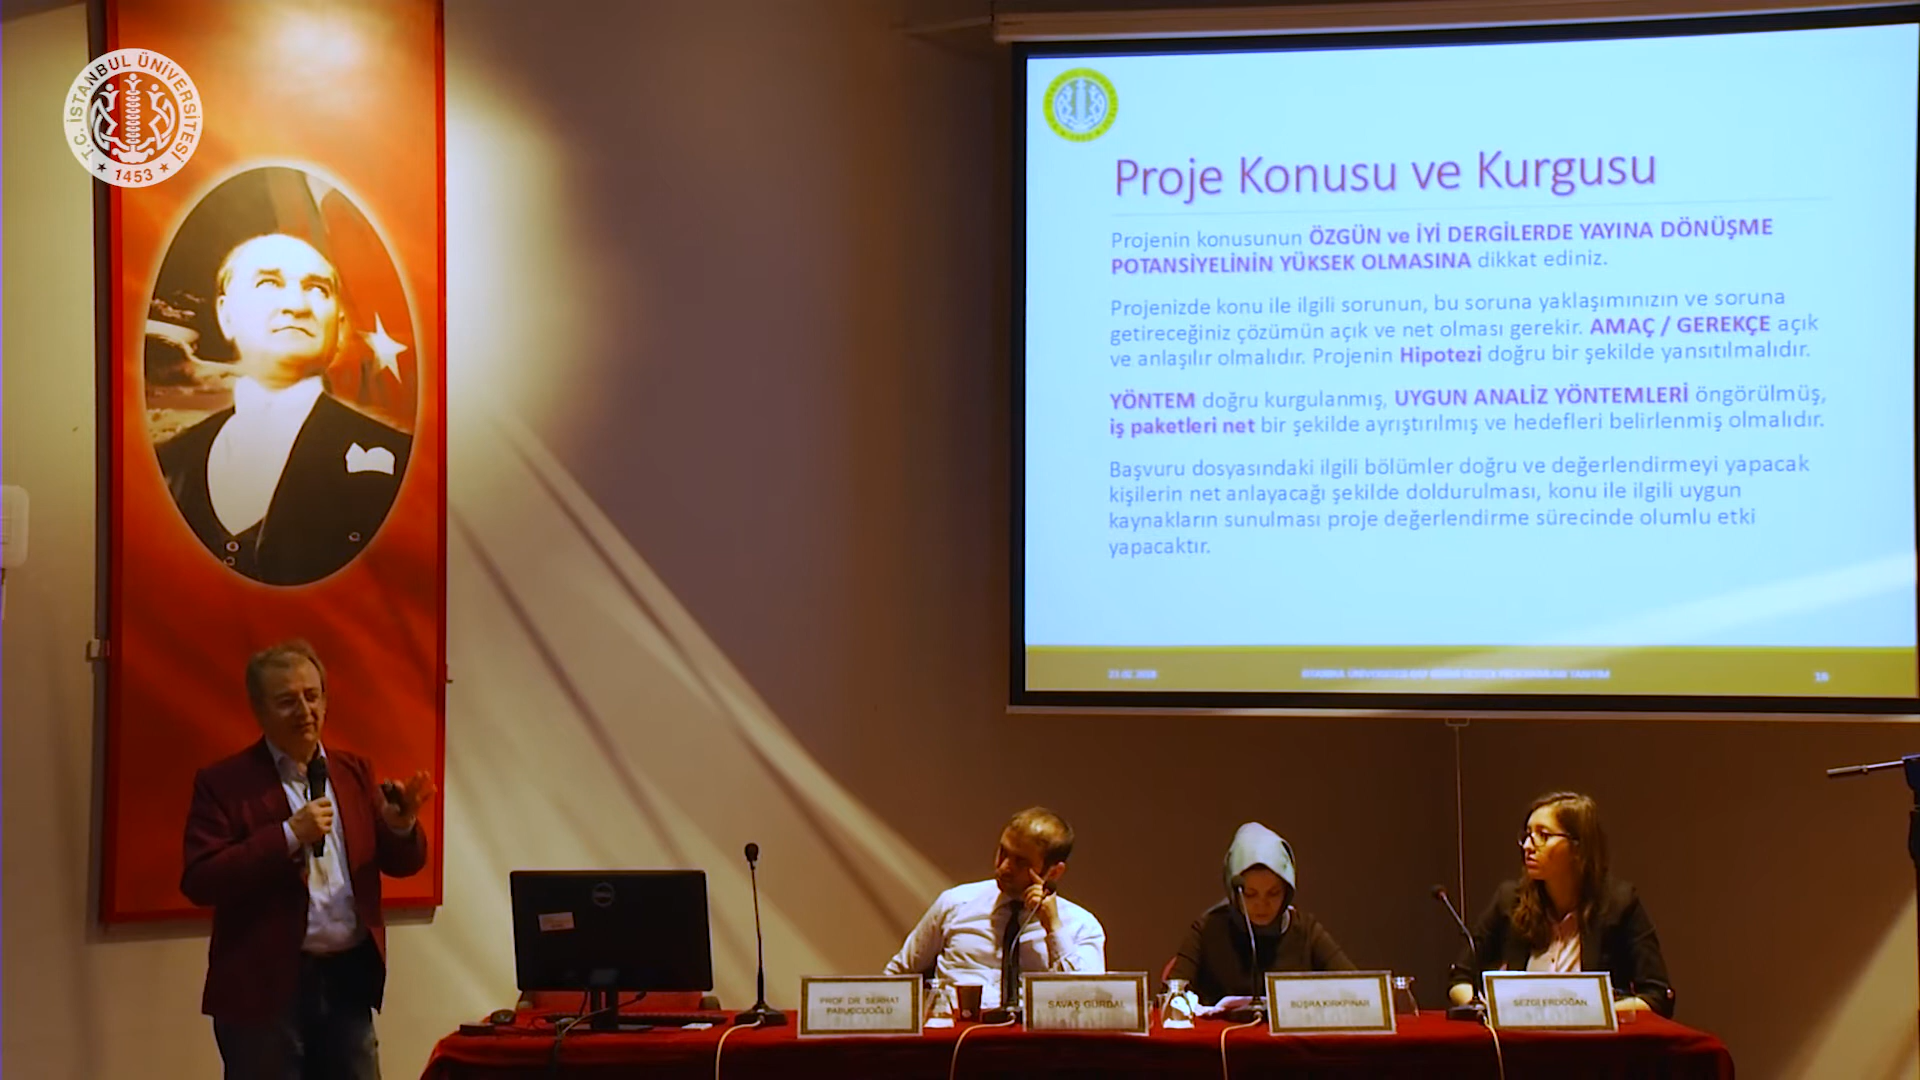 T.C. İSTANBUL ÜNİVERSİTESİ
1453
Proje Konusu ve Kurgusu
Projenin konusunun ÖZGÜN ve İYİ DERGİLERDE YAYINA DÖNÜŞME
POTANSİYELİNİN YÜKSEK OLMASINA dikkat ediniz.
Projenizde konu ile ilgili sorunun, bu soruna yaklaşımınızın ve soruna
getireceğiniz çözümün açık ve net olması gerekir. AMAÇ / GEREKÇE açık
ve anlaşılır olmalıdır. Projenin Hipotezi doğru bir şekilde yansıtılmalıdır.
YÖNTEM doğru kurgulanmış, UYGUN ANALİZ YÖNTEMLERİ öngörülmüş,
iş paketleri net bir şekilde ayrıştırılmış ve hedefleri belirlenmiş olmalıdır.
Başvuru dosyasındaki ilgili bölümler doğru ve değerlendirmeyi yapacak
kişilerin net anlayacağı şekilde doldurulması, konu ile ilgili uygun
kaynakların sunulması proje değerlendirme sürecinde olumlu etki
yapacaktır.
16
PROF. DR. SERHAT
PABUCCUOĞLU
SAVAŞ GÜRDAL
BÜŞRA KIRKPINAR
SEZGİ ERDOĞAN